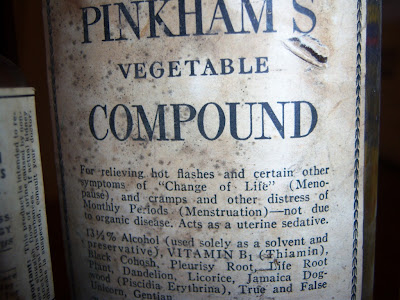 PINKHAM'S
VEGETABLE
COMPOUND
For relieving hot flashes and certain other
symptoms of "Change of Life" (Meno-
pause), and cramps and other distress of
Monthly Periods (Menstruation)—not due
to organic disease. Acts as a uterine sedative.
13½% Alcohol (used solely as a solvent and
preservative), VITAMIN B₁ (Thiamin),
Black Cohosh, Pleurisy Root, Life Root
Plant, Dandelion, Licorice, Jamaica Dog-
wood (Piscidia Erythrina), True and False
Unicorn, Gentian